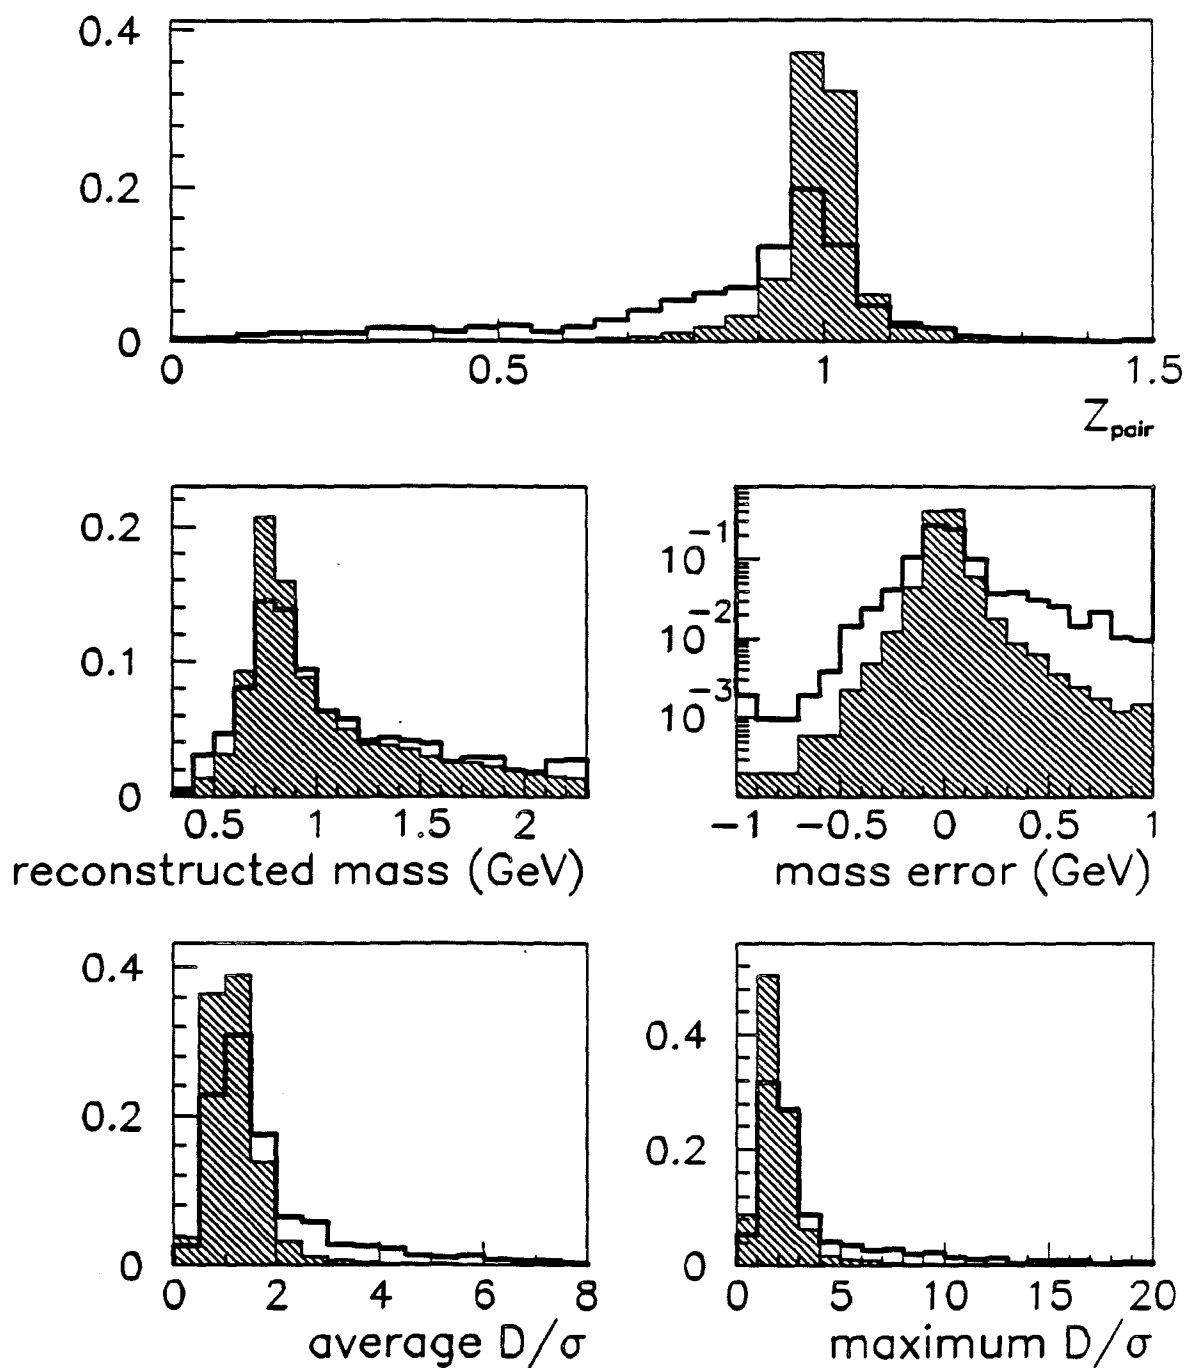 0.4
0.2
0
0 0.5 1 1.5
Z_pair
0.2
0.1
0
0.5 1 1.5 2
reconstructed mass (GeV)
10^-1
10^-2
10^-3
-1 -0.5 0 0.5 1
mass error (GeV)
0.4
0.2
0
0 2 4 6 8
average D/σ
0.4
0.2
0
0 5 10 15 20
maximum D/σ